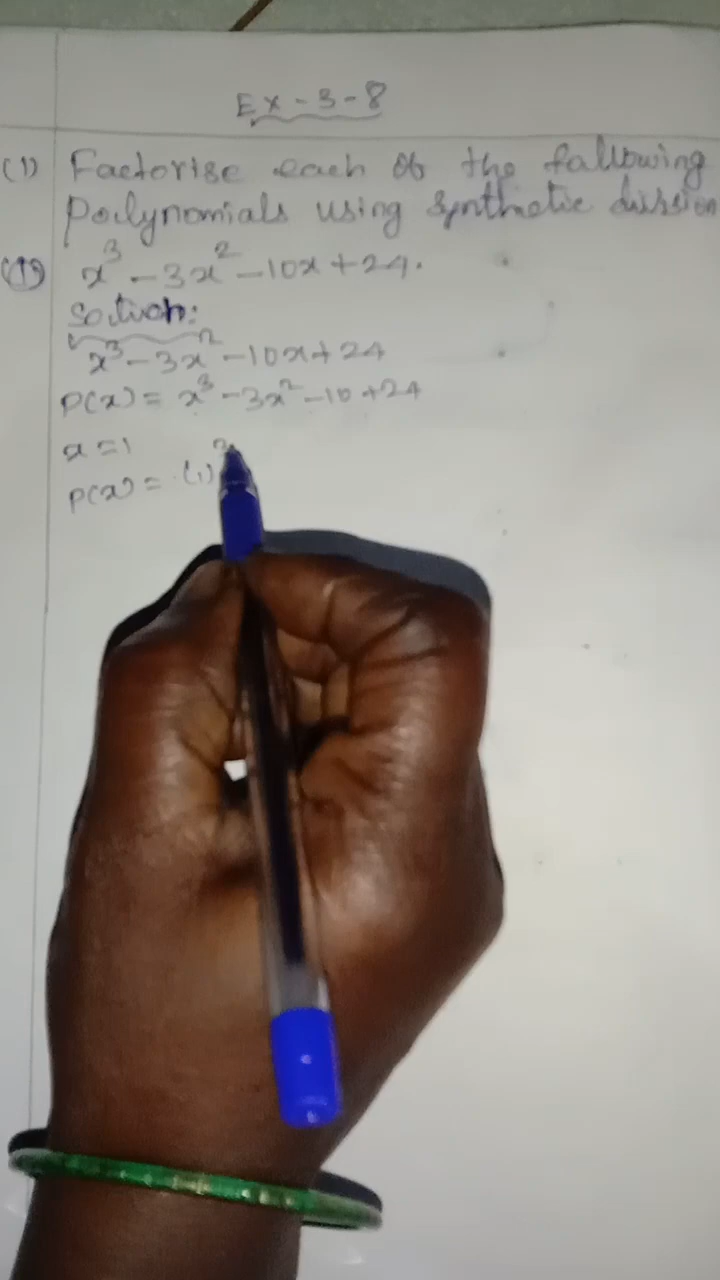 Ex-3-8
(1) Factorise each of the following
polynomials using synthetic division
x³-3x²-10x+24.
Solution:
x³-3x²-10x+24
P(x) = x³-3x²-10+24
x=1
P(x) = (1)³